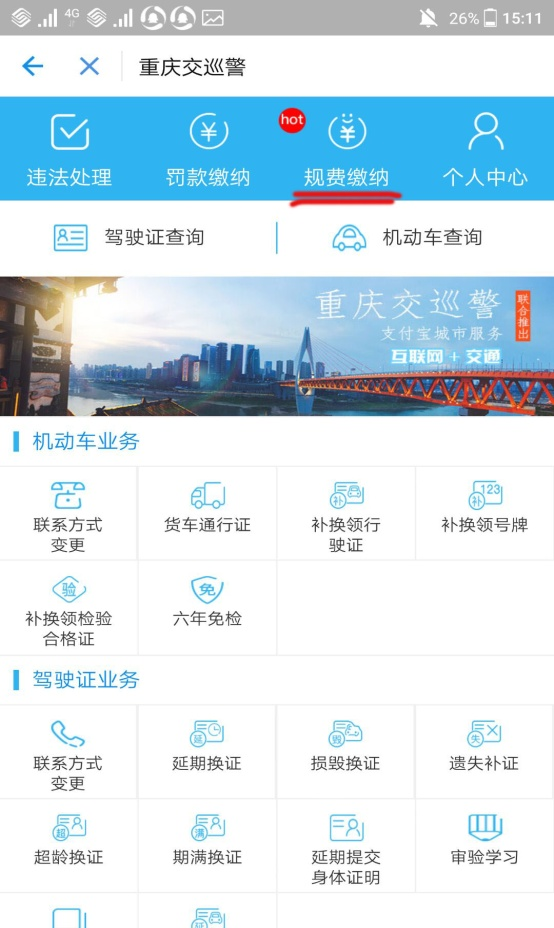 4G
26%
15:11
重庆交巡警
hot
违法处理
罚款缴纳
规费缴纳
个人中心
驾驶证查询
机动车查询
重庆交巡警
联合推出
支付宝城市服务
互联网+交通
机动车业务
联系方式
变更
货车通行证
补
补换领行
驶证
123
补
补换领号牌
验
补换领检验
合格证
免
六年免检
驾驶证业务
联系方式
变更
延
延期换证
毁
损毁换证
失
遗失补证
超
超龄换证
满
期满换证
延期提交
身体证明
审验学习
延